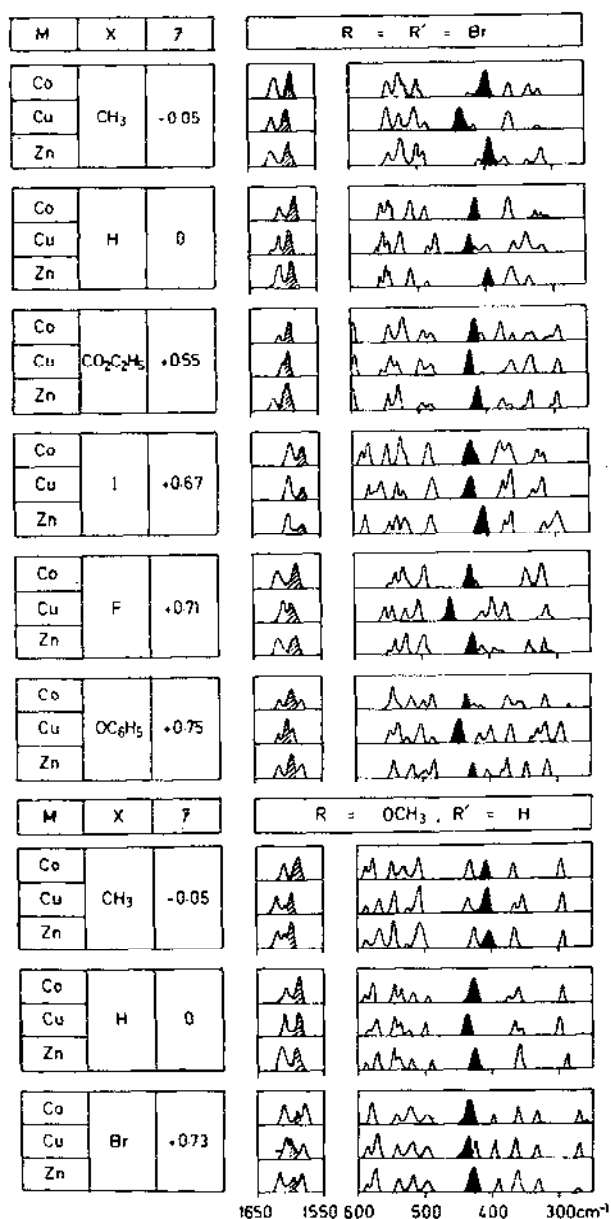 M X 7 R = R' = Br
Co
Cu CH₃ -0.05
Zn
Co
Cu H 0
Zn
Co
Cu CO₂C₂H₅ +0.55
Zn
Co
Cu I +0.67
Zn
Co
Cu F +0.71
Zn
Co
Cu OC₆H₅ +0.75
Zn
M X 7 R = OCH₃ , R' = H
Co
Cu CH₃ -0.05
Zn
Co
Cu H 0
Zn
Co
Cu Br +0.73
Zn
1650 1550 600 500 400 300cm⁻¹